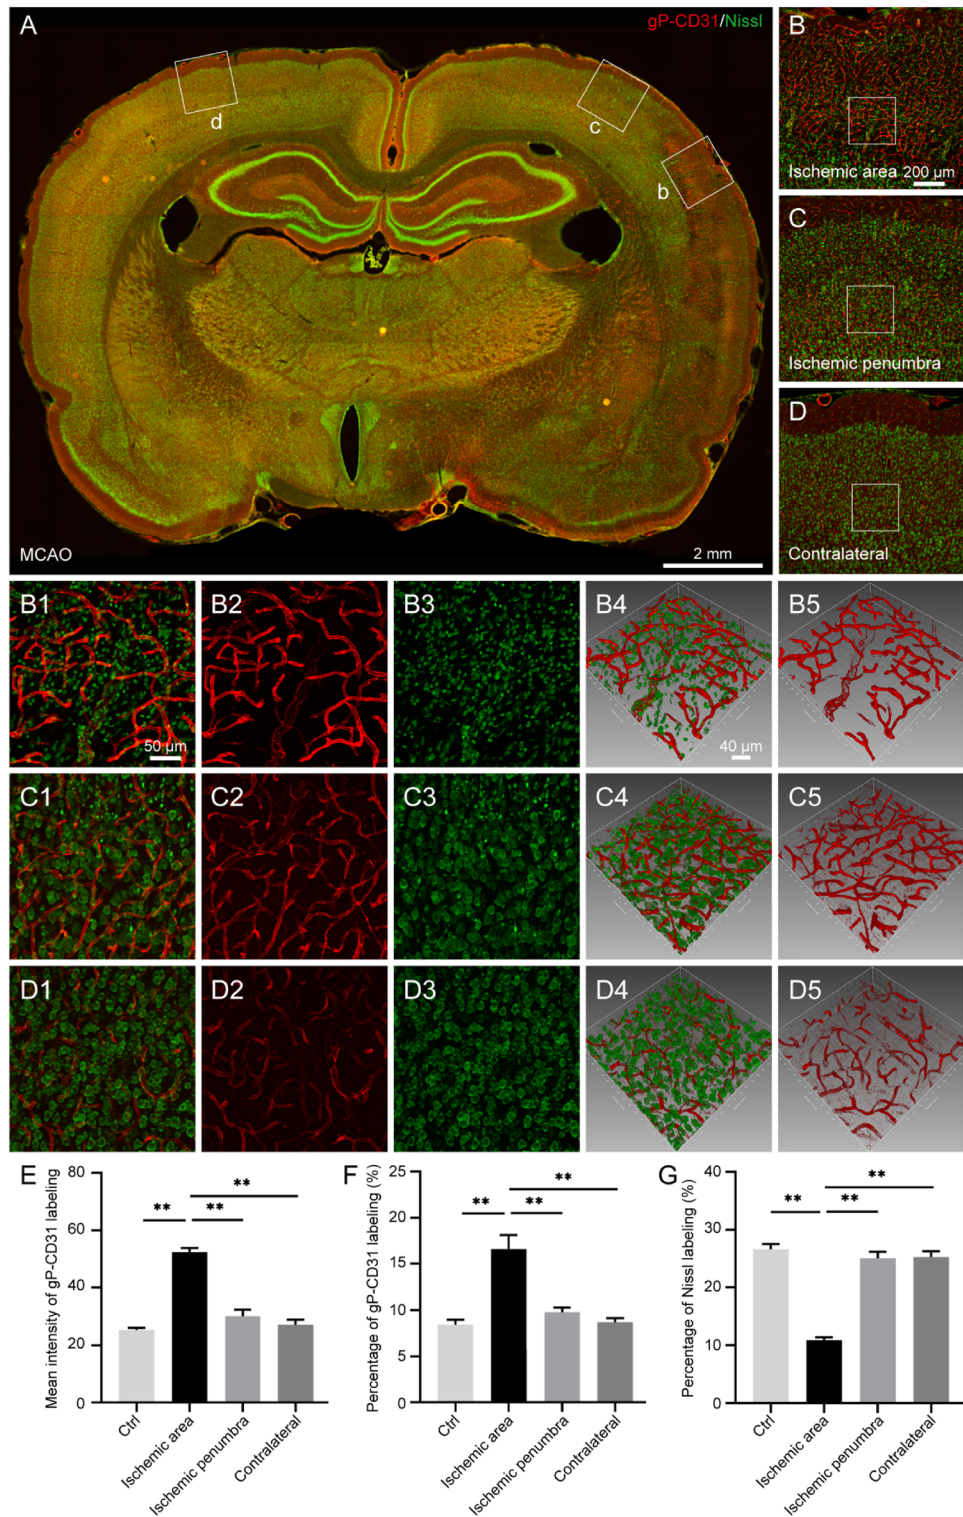 A
gP-CD31/Nissl
d
c
b
MCAO
2 mm
B
Ischemic area
200 µm
C
Ischemic penumbra
D
Contralateral
B1
50 µm
B2
B3
B4
40 µm
B5
C1
C2
C3
C4
C5
D1
D2
D3
D4
D5
E
Mean intensity of gP-CD31 labeling
80
60
40
20
0
**
**
**
Ctrl
Ischemic area
Ischemic penumbra
Contralateral
F
Percentage of gP-CD31 labeling (%)
25
20
15
10
5
0
**
**
**
Ctrl
Ischemic area
Ischemic penumbra
Contralateral
G
Percentage of Nissl labeling (%)
40
30
20
10
0
**
**
**
Ctrl
Ischemic area
Ischemic penumbra
Contralateral